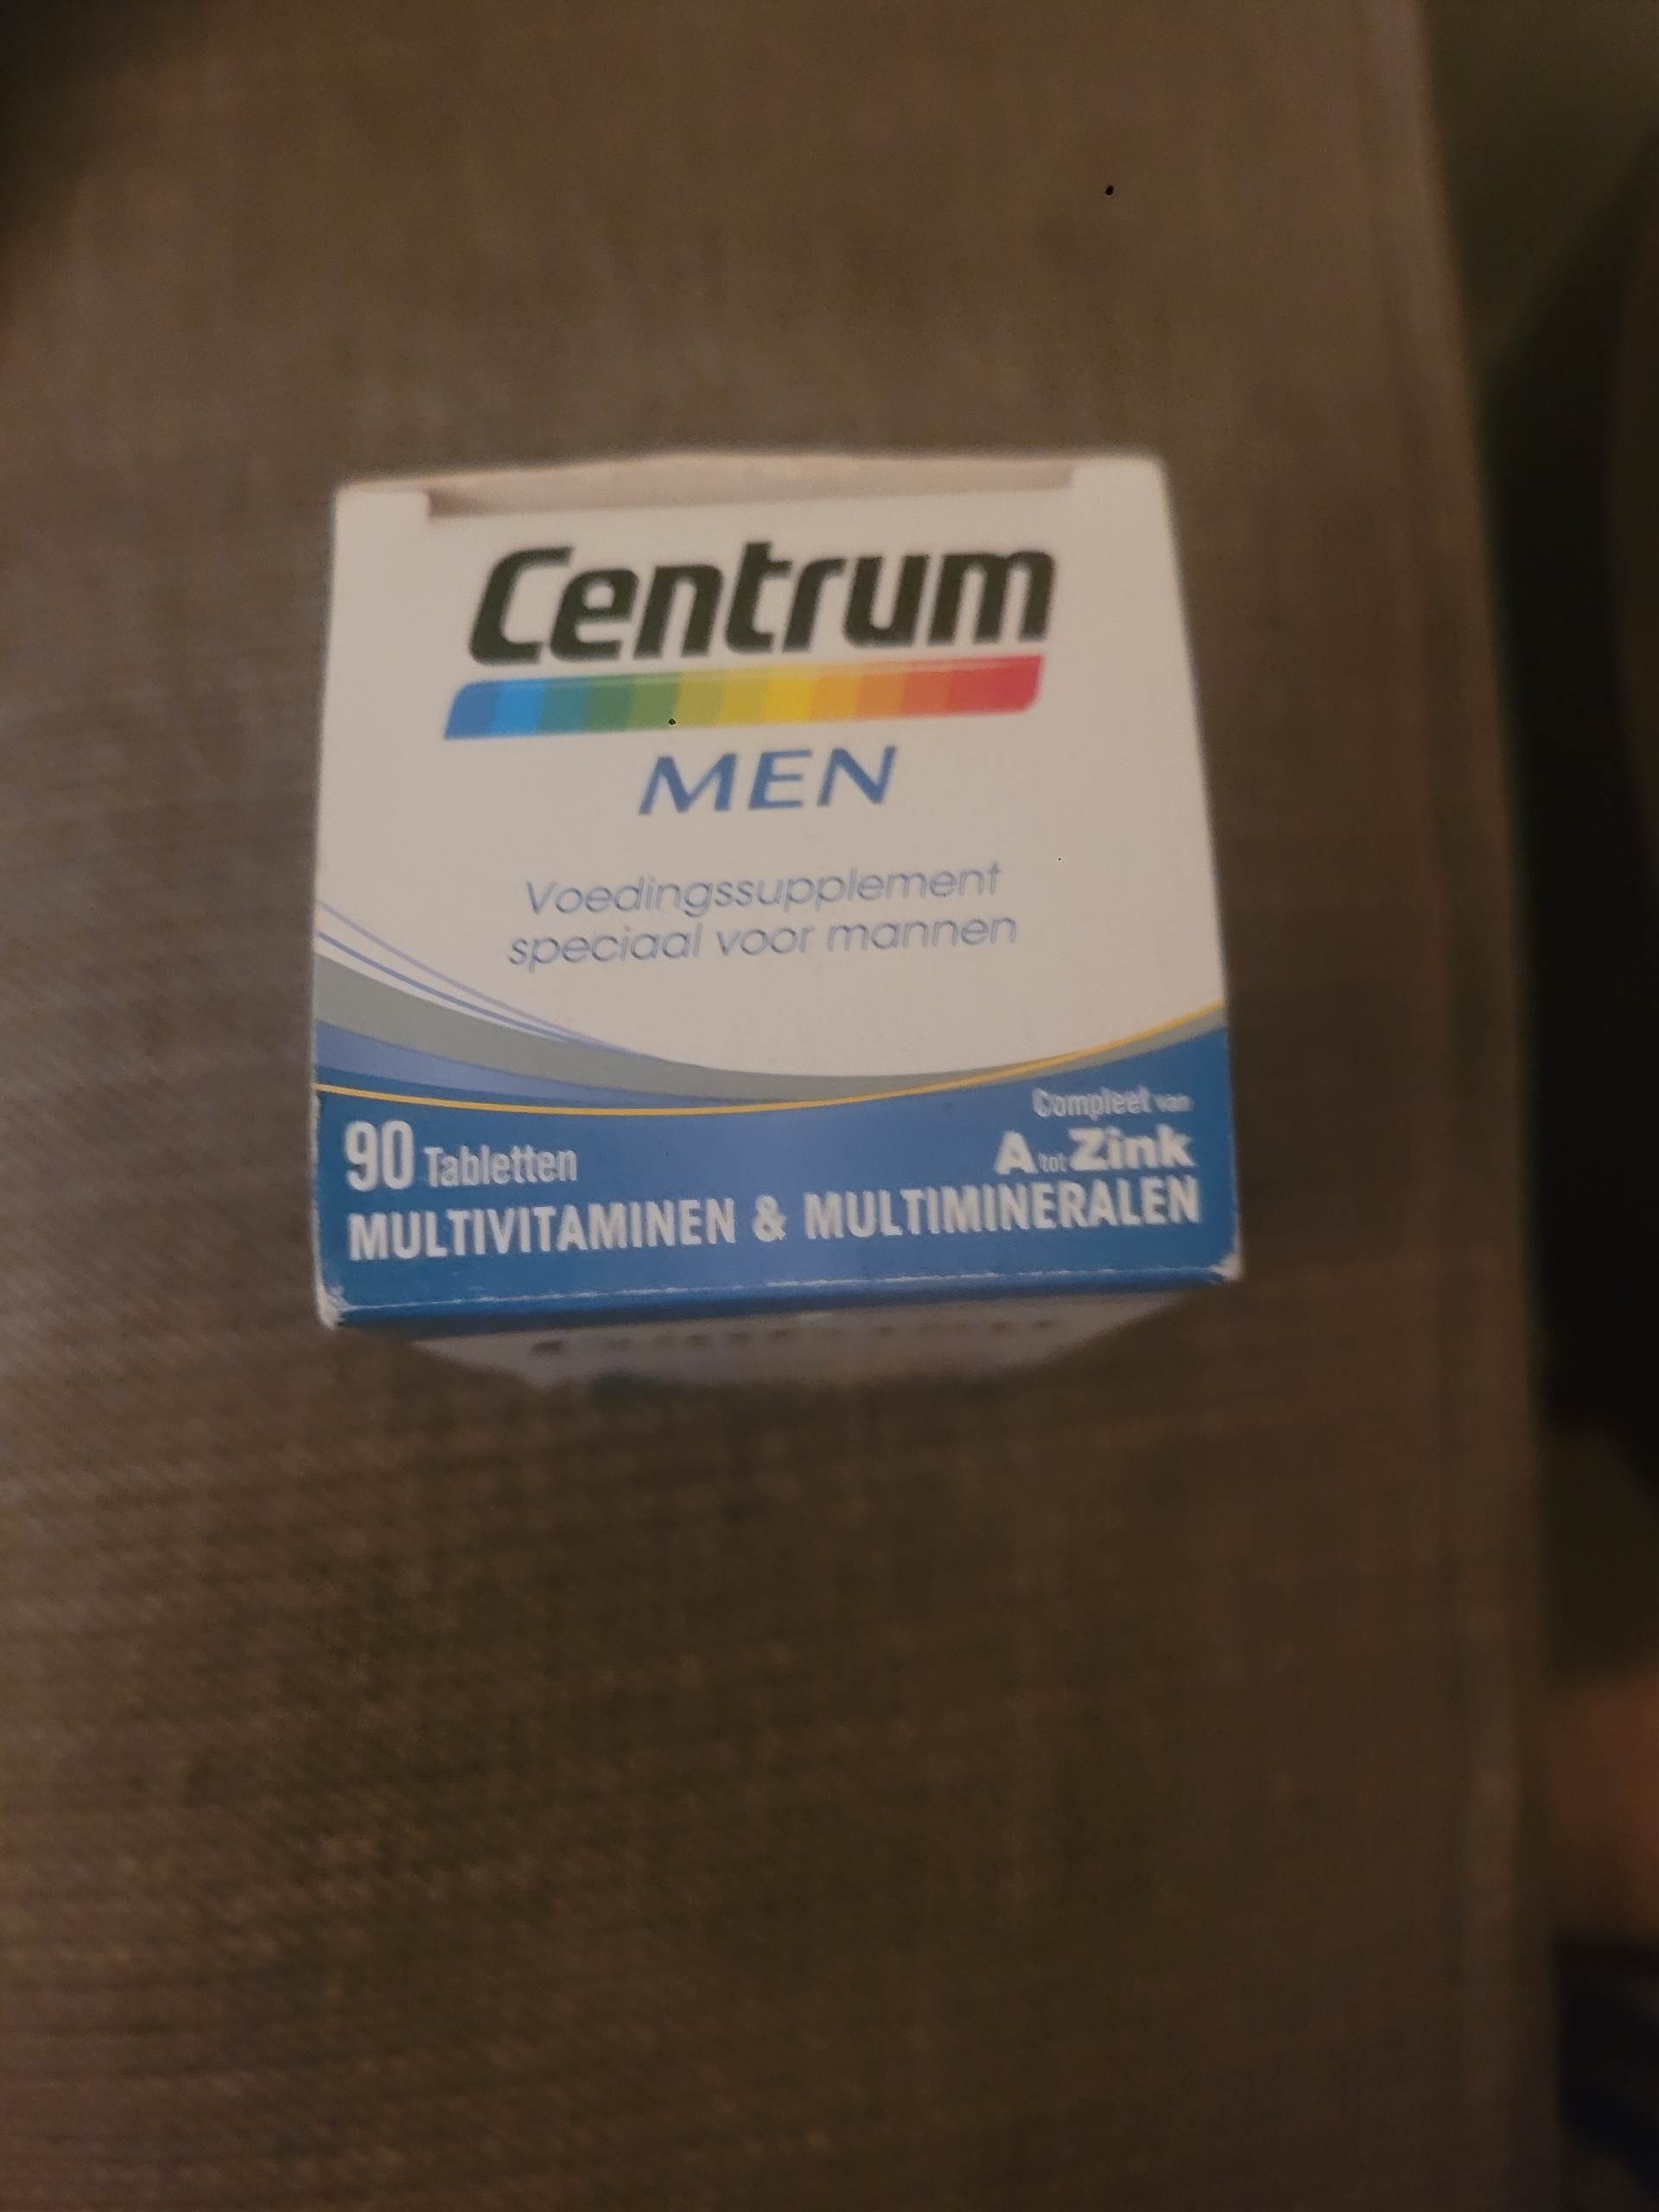 Centrum
MEN
Voedingssupplement
speciaal voor mannen
Compleet van
90 Tabletten
A tot Zink
MULTIVITAMINEN & MULTIMINERALEN